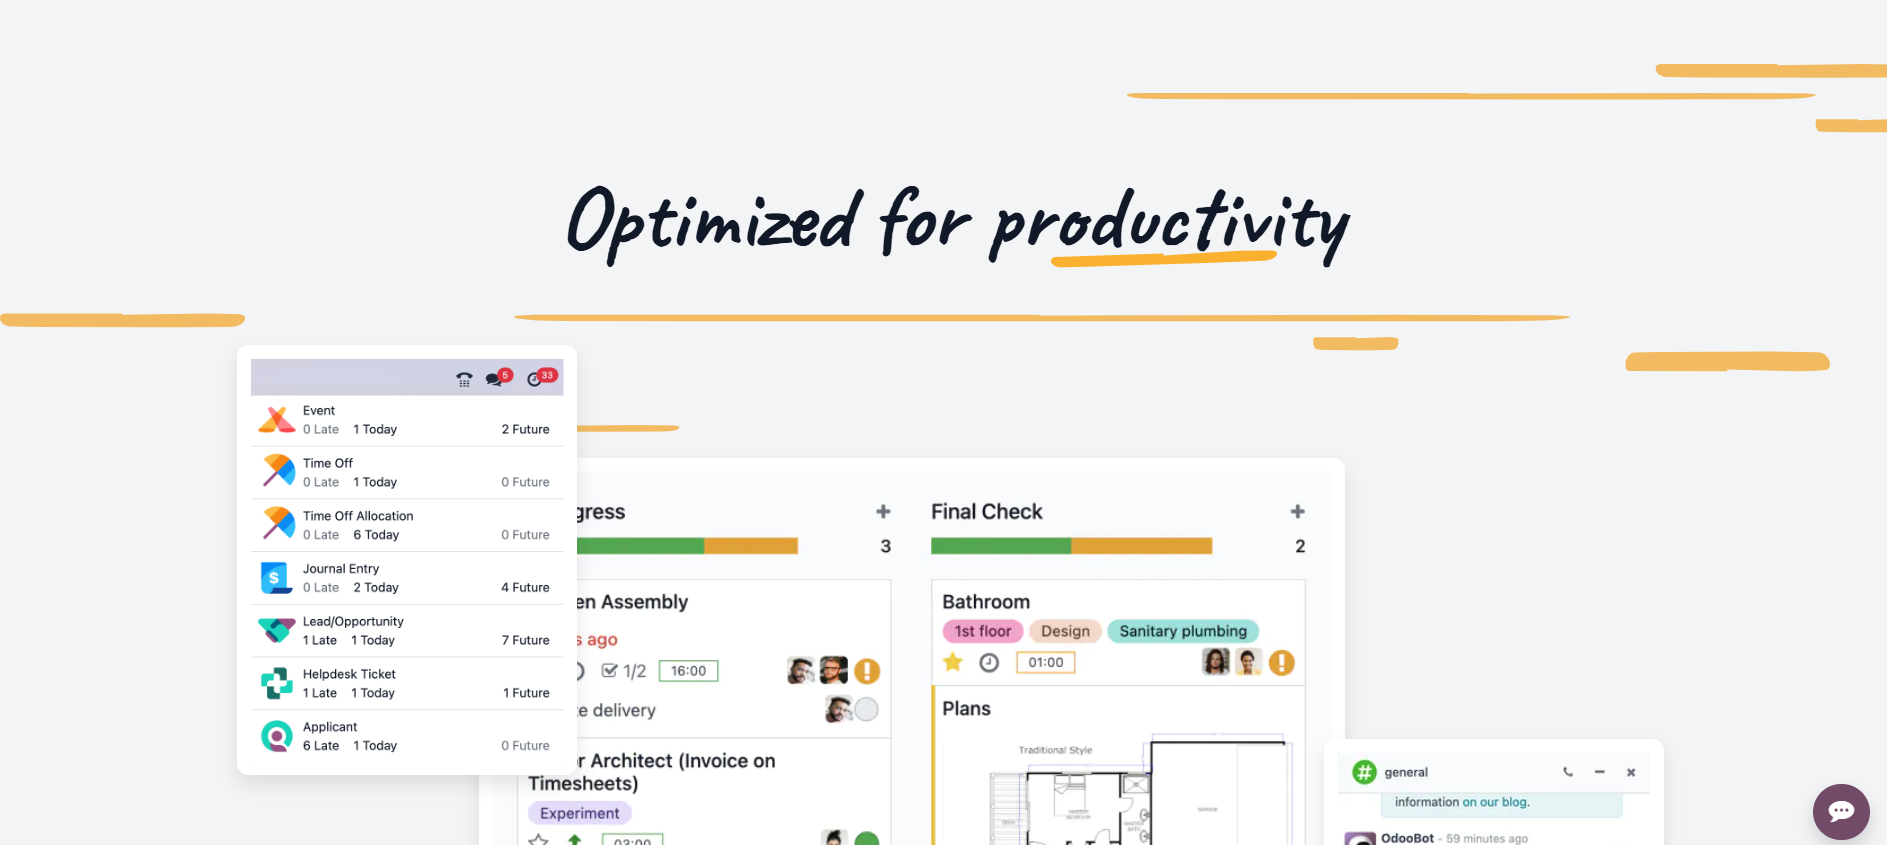 Optimized for productivity
5
33
Event
0 Late 1 Today 2 Future
Time Off
0 Late 1 Today 0 Future
Time Off Allocation
0 Late 6 Today 0 Future
Journal Entry
0 Late 2 Today 4 Future
Lead/Opportunity
1 Late 1 Today 7 Future
Helpdesk Ticket
1 Late 1 Today 1 Future
Applicant
6 Late 1 Today 0 Future
gress
3
en Assembly
s ago
1/2 16:00
e delivery
r Architect (Invoice on
Timesheets)
Experiment
03:00
Final Check
2
Bathroom
1st floor Design Sanitary plumbing
01:00
Plans
Traditional Style
general
information on our blog.
OdooBot - 59 minutes ago